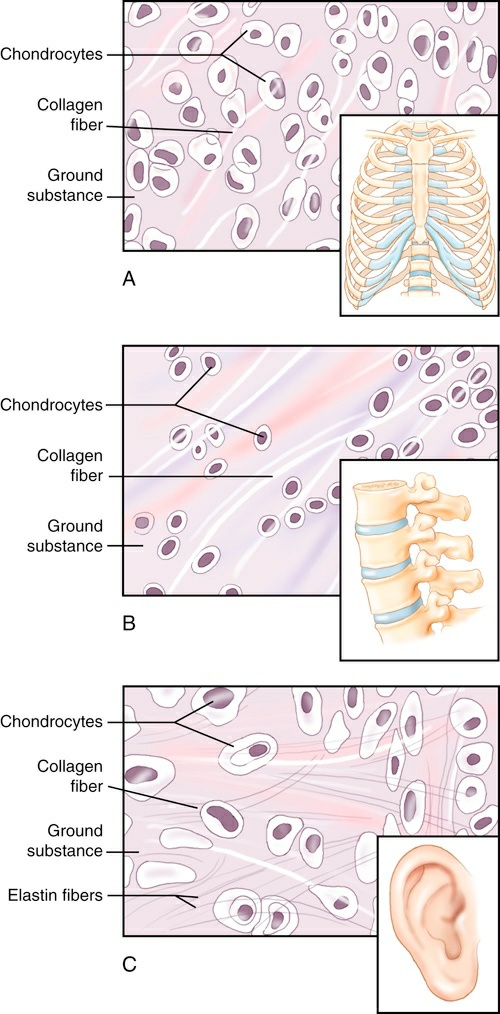 Chondrocytes
Collagen
fiber
Ground
substance
A
Chondrocytes
Collagen
fiber
Ground
substance
B
Chondrocytes
Collagen
fiber
Ground
substance
Elastin fibers
C